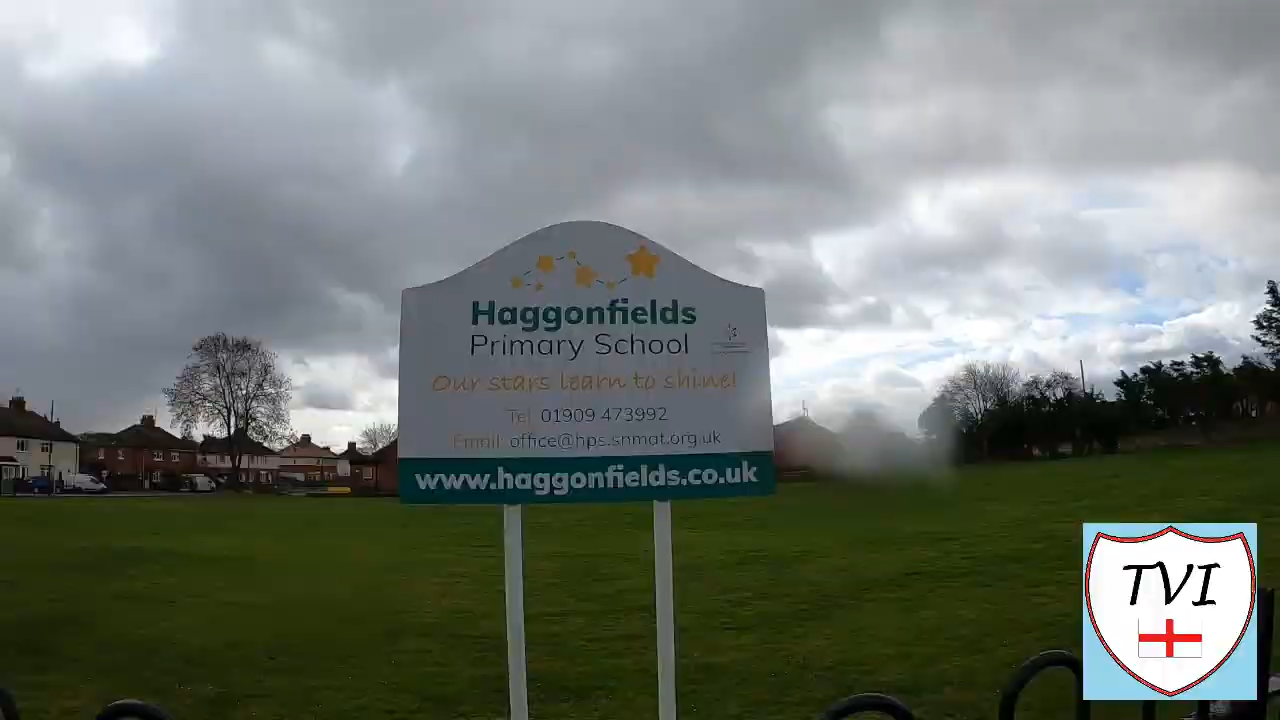 Haggonfields
Primary School
Our stars learn to shine!
Tel 01909 473992
Email office@hps.snmat.org.uk
www.haggonfields.co.uk
TVI